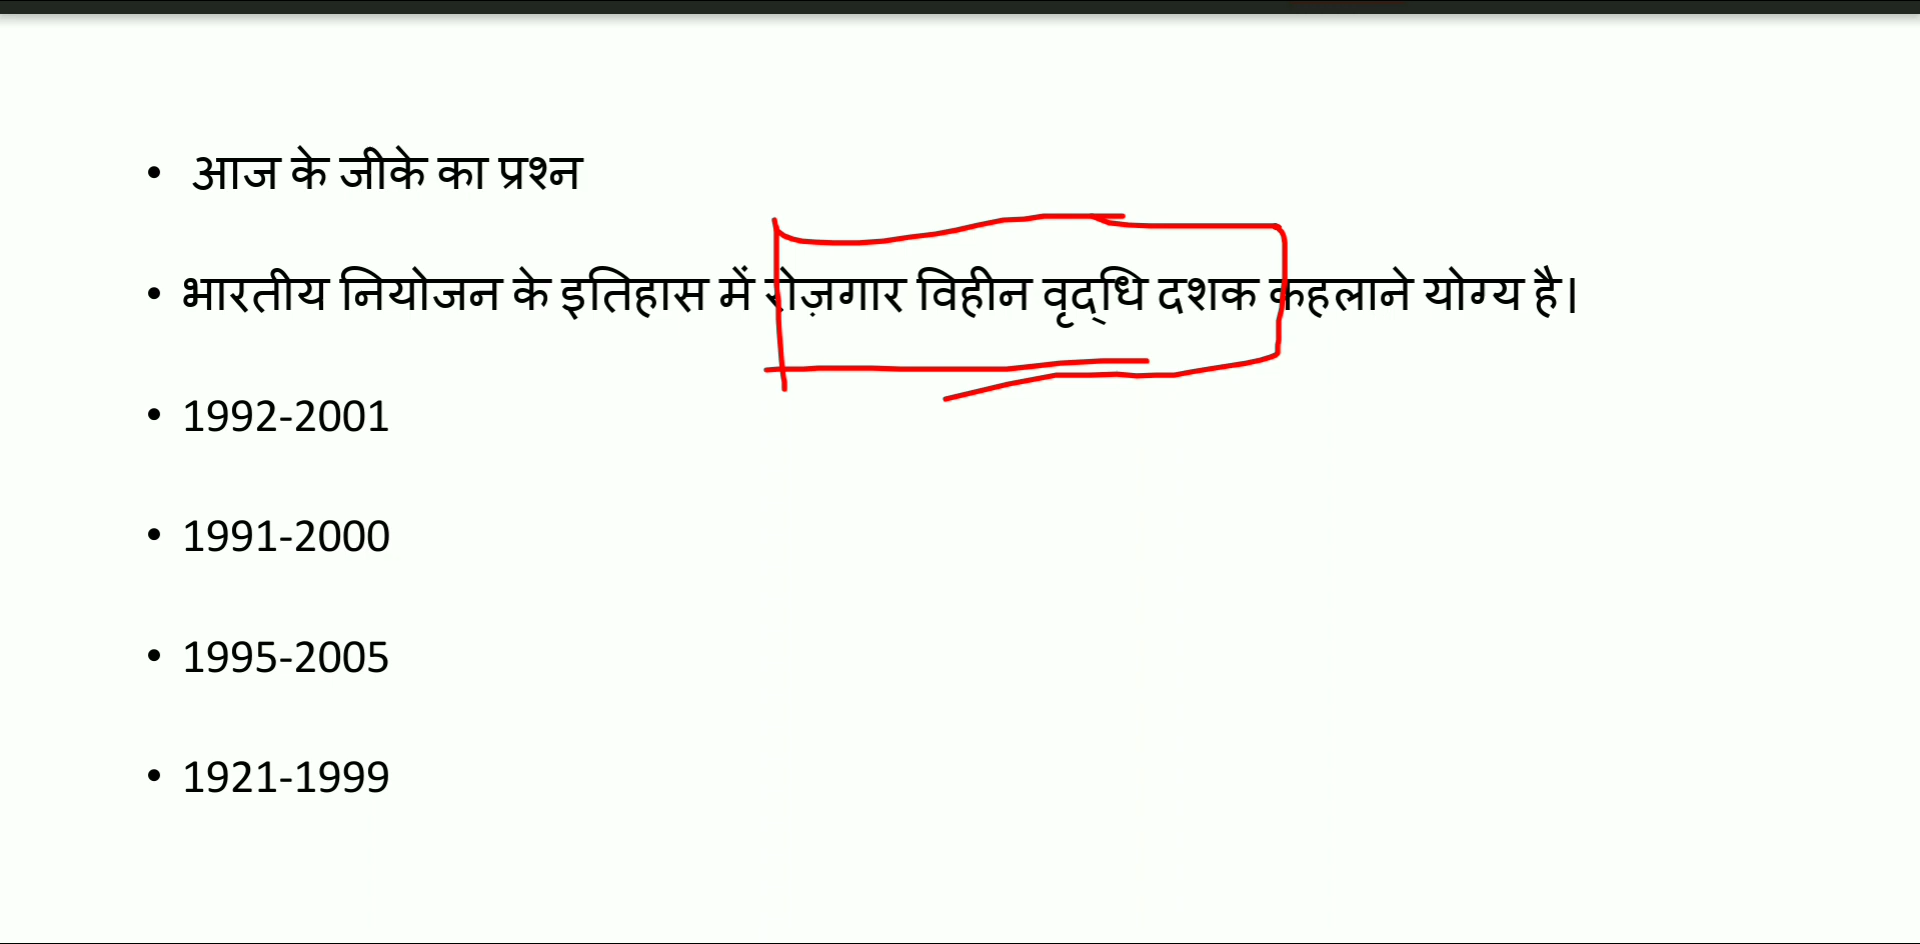 • आज के जीके का प्रश्न
• भारतीय नियोजन के इतिहास में रोज़गार विहीन वृद्धि दशक कहलाने योग्य है।
• 1992-2001
• 1991-2000
• 1995-2005
• 1921-1999